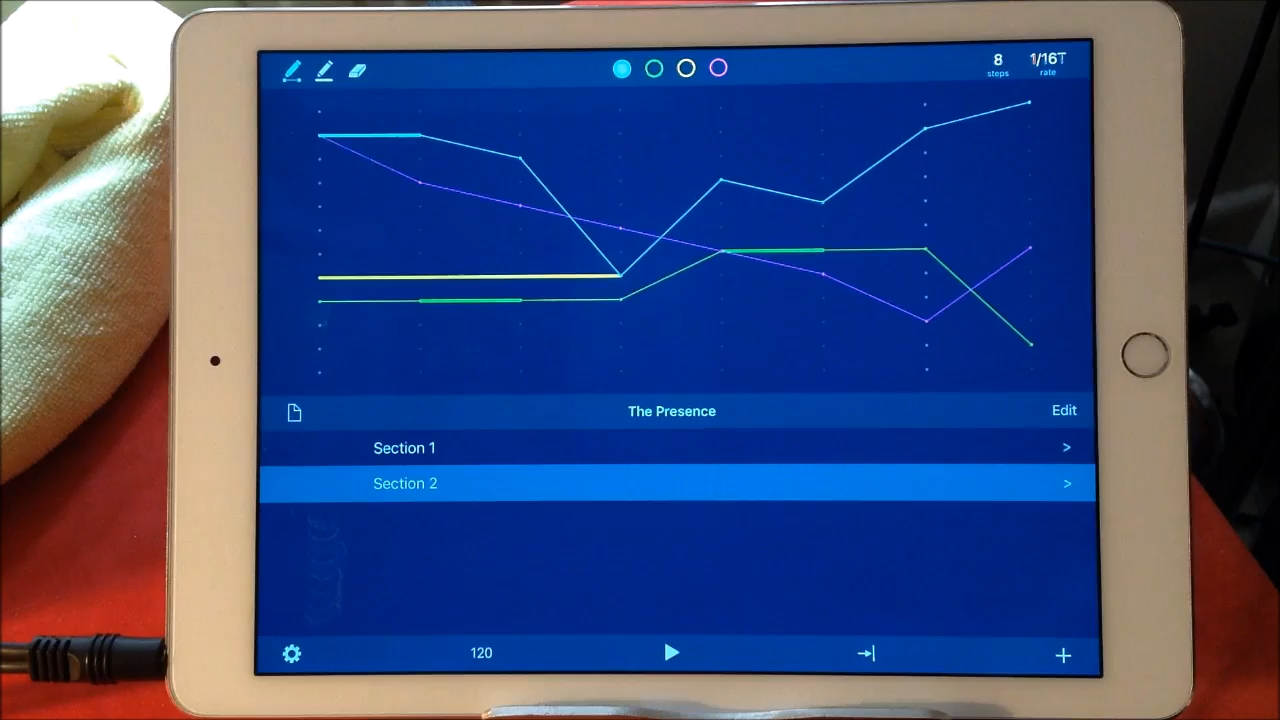 8 1/16T
steps rate
The Presence Edit
Section 1 >
Section 2 >
120